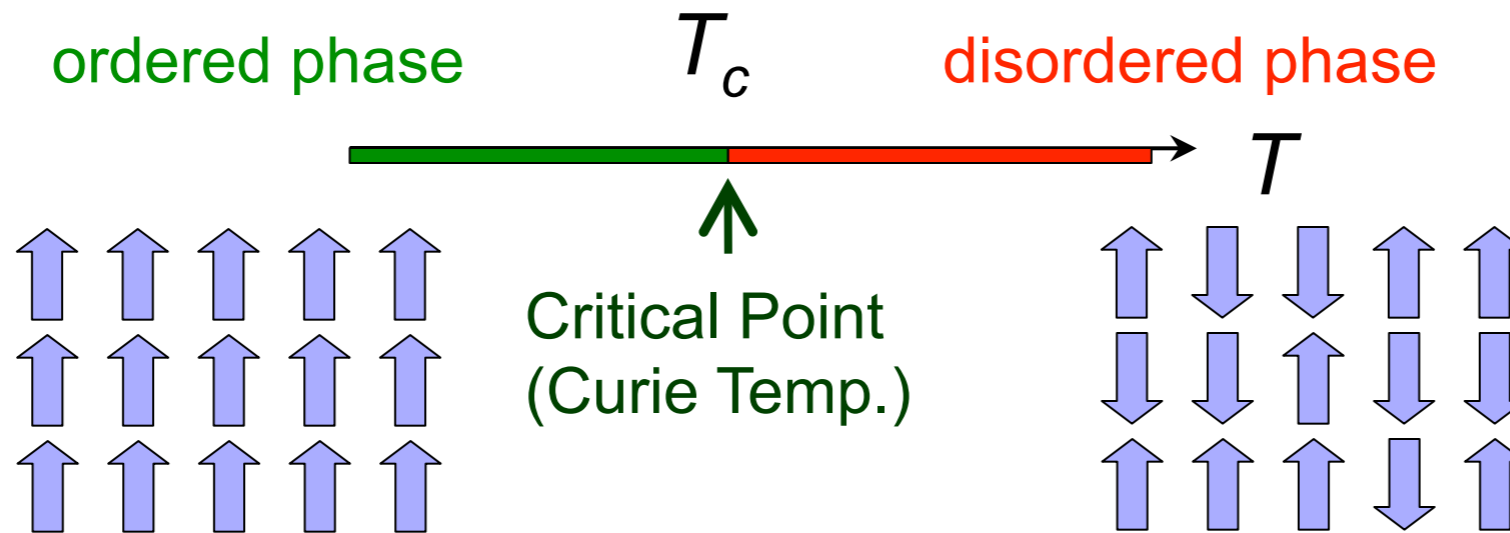 ordered phase
T_c
disordered phase
T
Critical Point
(Curie Temp.)